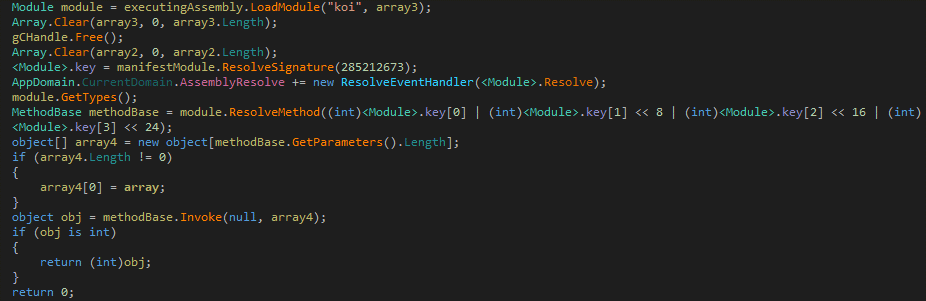 Module module = executingAssembly.LoadModule("koi", array3);
Array.Clear(array3, 0, array3.Length);
gCHandle.Free();
Array.Clear(array2, 0, array2.Length);
<Module>.key = manifestModule.ResolveSignature(285212673);
AppDomain.CurrentDomain.AssemblyResolve += new ResolveEventHandler(<Module>.Resolve);
module.GetTypes();
MethodBase methodBase = module.ResolveMethod((int)<Module>.key[0] | (int)<Module>.key[1] << 8 | (int)<Module>.key[2] << 16 | (int)
<Module>.key[3] << 24);
object[] array4 = new object[methodBase.GetParameters().Length];
if (array4.Length != 0)
{
    array4[0] = array;
}
object obj = methodBase.Invoke(null, array4);
if (obj is int)
{
    return (int)obj;
}
return 0;